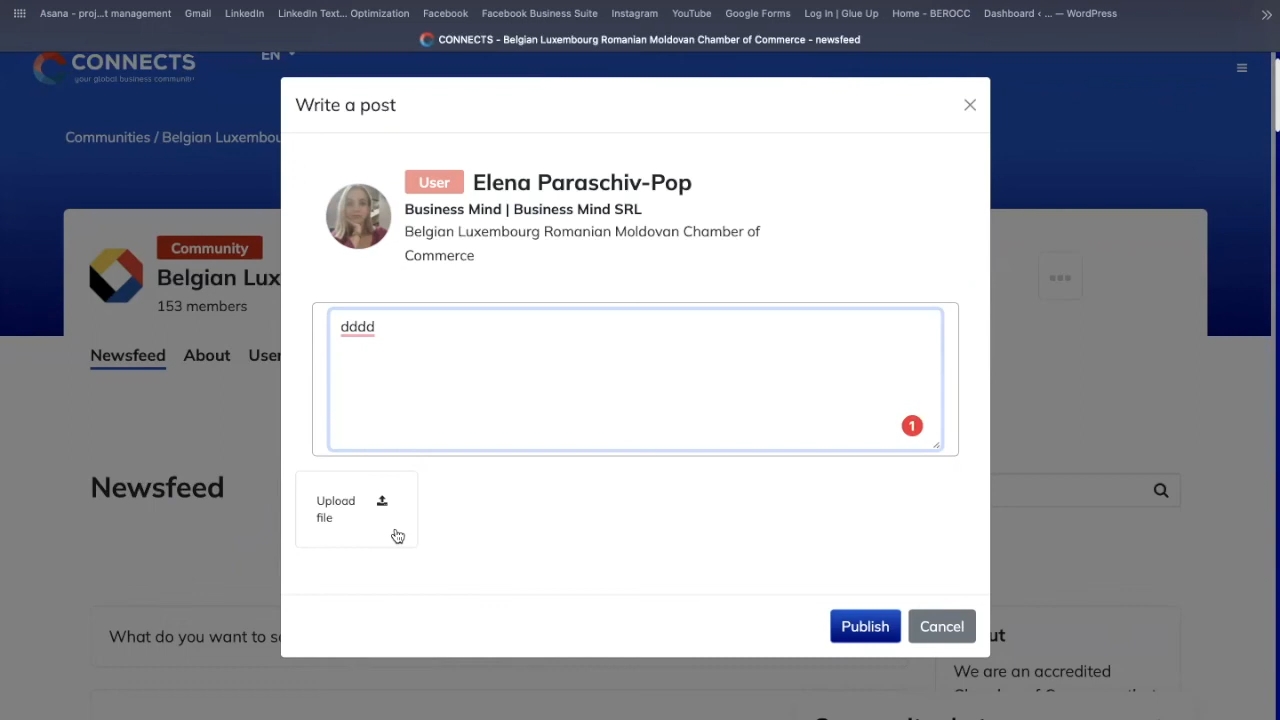 Asana - proj...t management Gmail LinkedIn LinkedIn Text... Optimization Facebook Facebook Business Suite Instagram YouTube Google Forms Log In | Glue Up Home - BEROCC Dashboard ‹ ... — WordPress
CONNECTS - Belgian Luxembourg Romanian Moldovan Chamber of Commerce - newsfeed
CONNECTS
your global business community
EN
Communities / Belgian Luxembou
Community
Belgian Lux
153 members
Newsfeed About User
Newsfeed
What do you want to s
Write a post
User Elena Paraschiv-Pop
Business Mind | Business Mind SRL
Belgian Luxembourg Romanian Moldovan Chamber of
Commerce
dddd
1
Upload
file
Publish Cancel
ut
We are an accredited